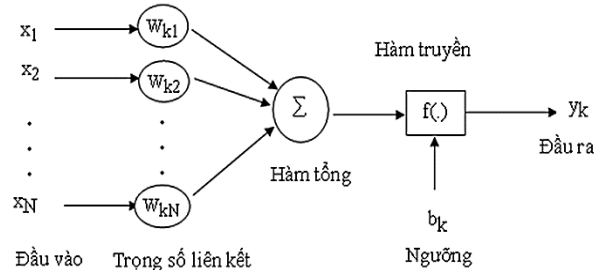 x1
Wk1
x2
Wk2
xN
WkN
Đầu vào
Trọng số liên kết
Σ
Hàm tổng
Hàm truyền
f(.)
yk
Đầu ra
bk
Ngưỡng